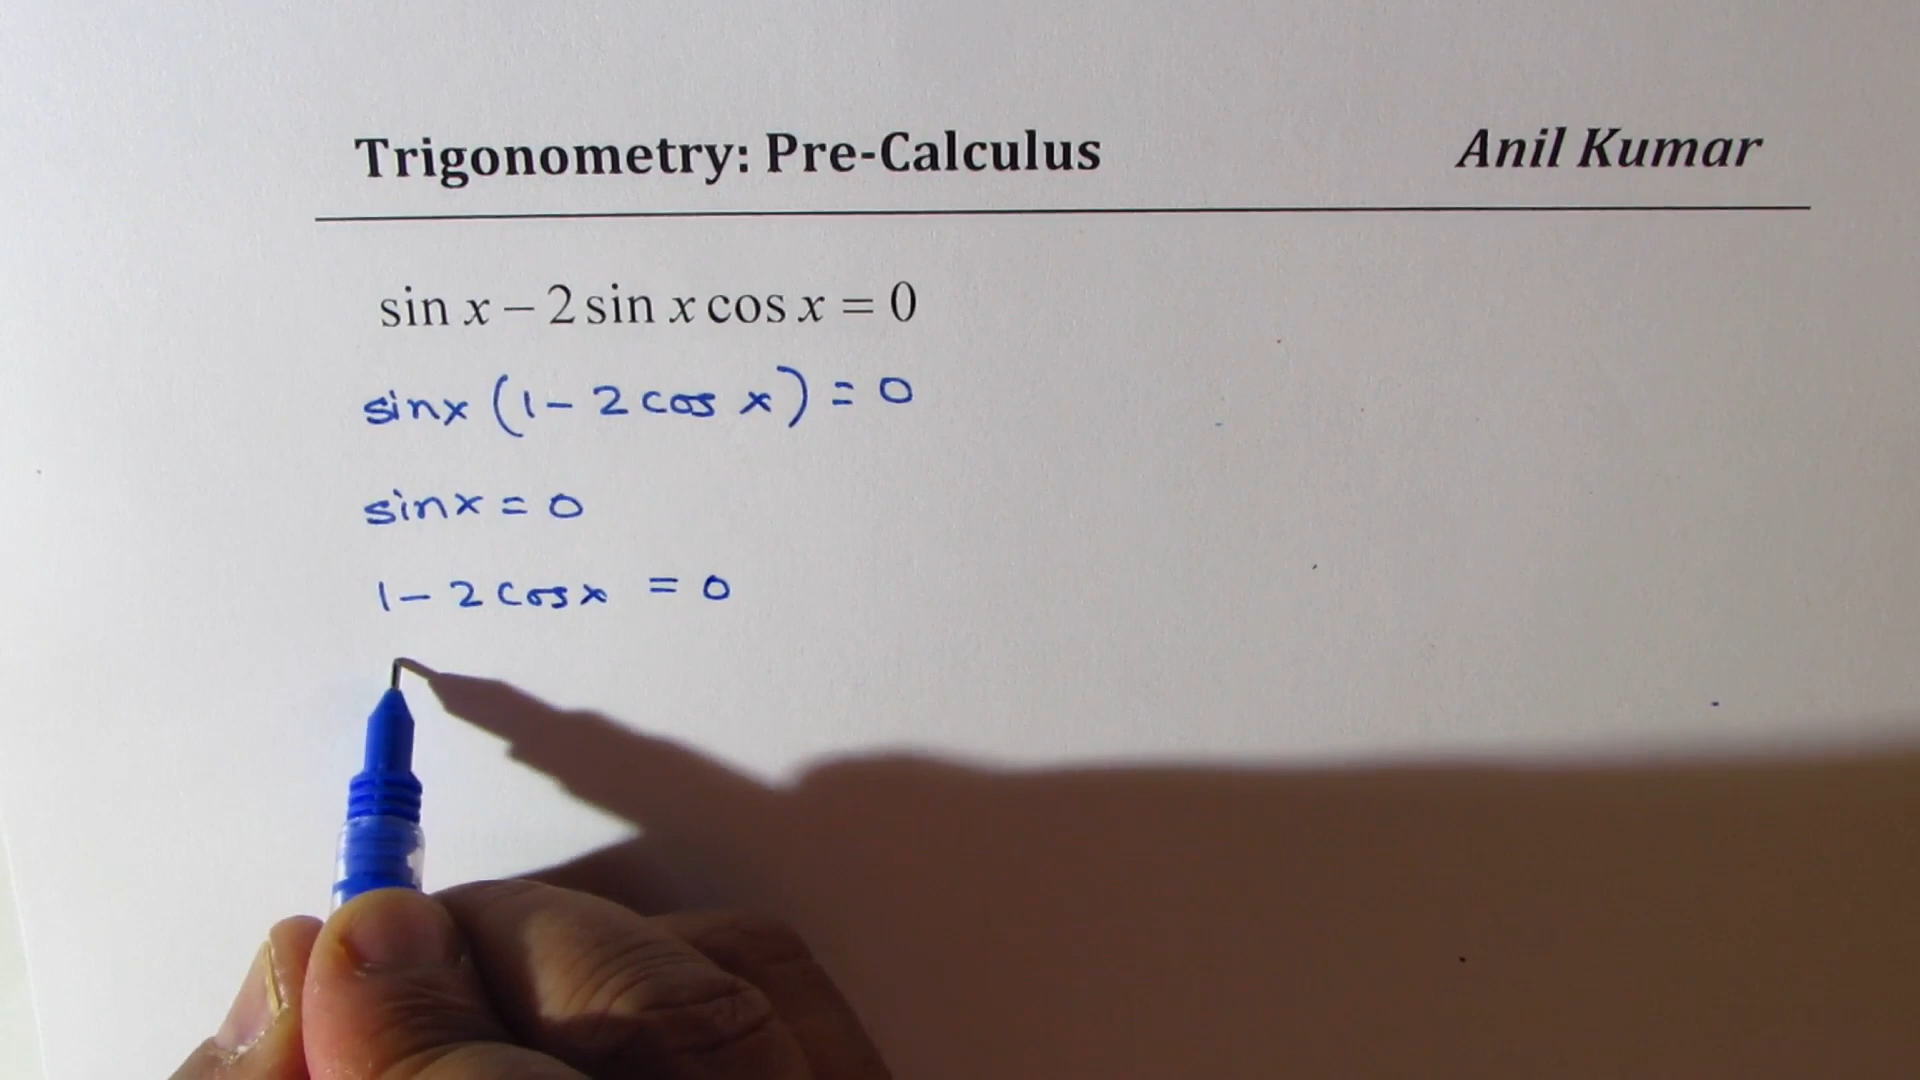 Trigonometry: Pre-Calculus Anil Kumar
sin x − 2 sin x cos x = 0
sinx (1 − 2 cos x) = 0
sinx = 0
1 − 2 cosx = 0